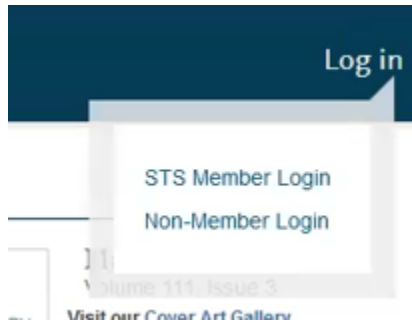 Log in
STS Member Login
Non-Member Login
Volume 111, Issue 3
Visit our Cover Art Gallery